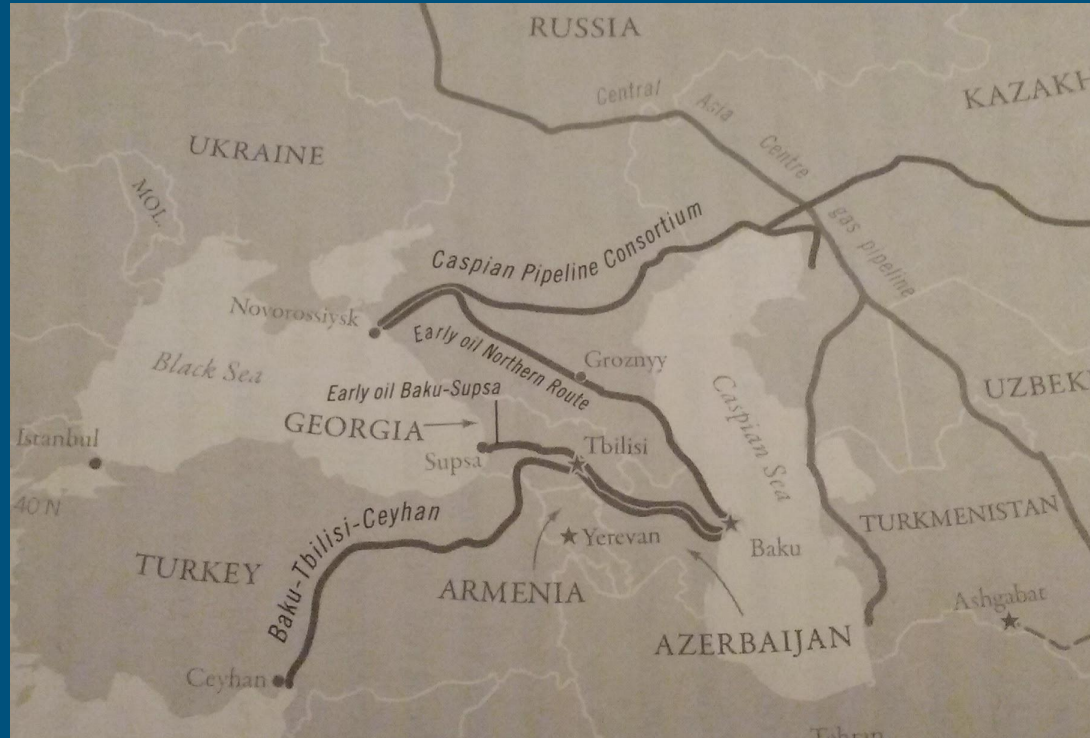 RUSSIA
Central Asia Centre gas pipeline
KAZAKH
UKRAINE
MOL.
Caspian Pipeline Consortium
Novorossiysk
Early oil Northern Route
Groznyy
Black Sea
Caspian Sea
Early oil Baku-Supsa
GEORGIA
UZBEK
Istanbul
Tbilisi
Supsa
40°N
Baku-Tbilisi-Ceyhan
Yerevan
Baku
TURKMENISTAN
TURKEY
ARMENIA
Ashgabat
AZERBAIJAN
Ceyhan